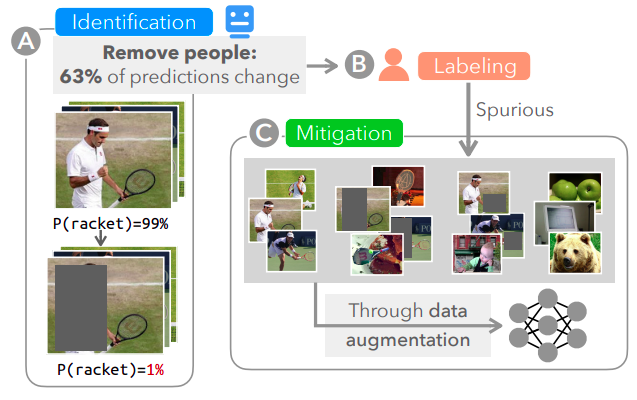 A
Identification
Remove people:
63% of predictions change
B
Labeling
Spurious
C
Mitigation
P(racket)=99%
P(racket)=1%
Through data
augmentation